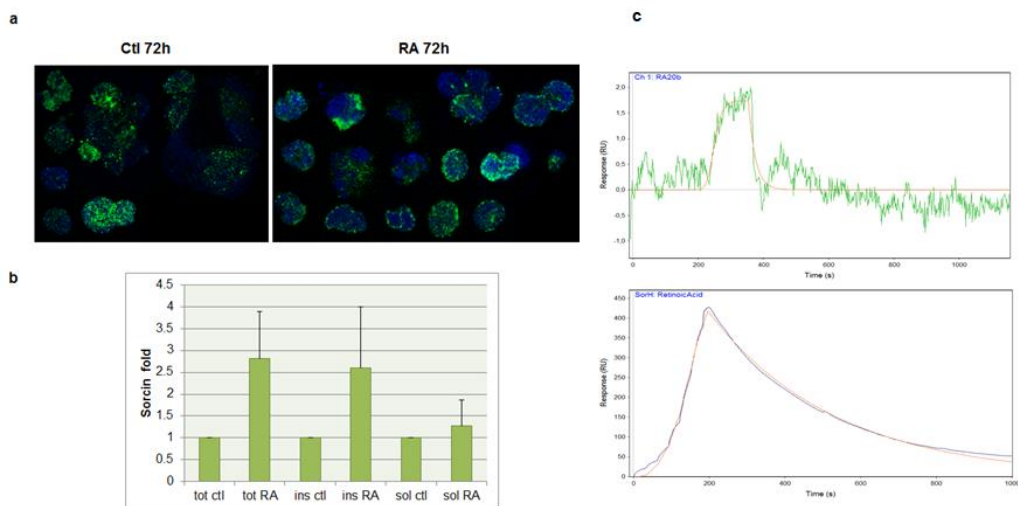 a
Ctl 72h
RA 72h
b
Sorcin fold
5
4.5
4
3.5
3
2.5
2
1.5
1
0.5
0
tot ctl
tot RA
ins ctl
ins RA
sol ctl
sol RA
c
Ch 1: RA20b
Response (RU)
2,0
1,5
1,0
0,5
0,0
-0,5
-1,0
0
200
400
600
800
1000
Time (s)
SorH: RetinoicAcid
Response (RU)
450
400
350
300
250
200
150
100
50
0
0
200
400
600
800
1000
Time (s)